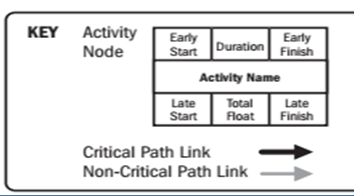 KEY Activity Node
Early Start Duration Early Finish
Activity Name
Late Start Total Float Late Finish
Critical Path Link
Non-Critical Path Link